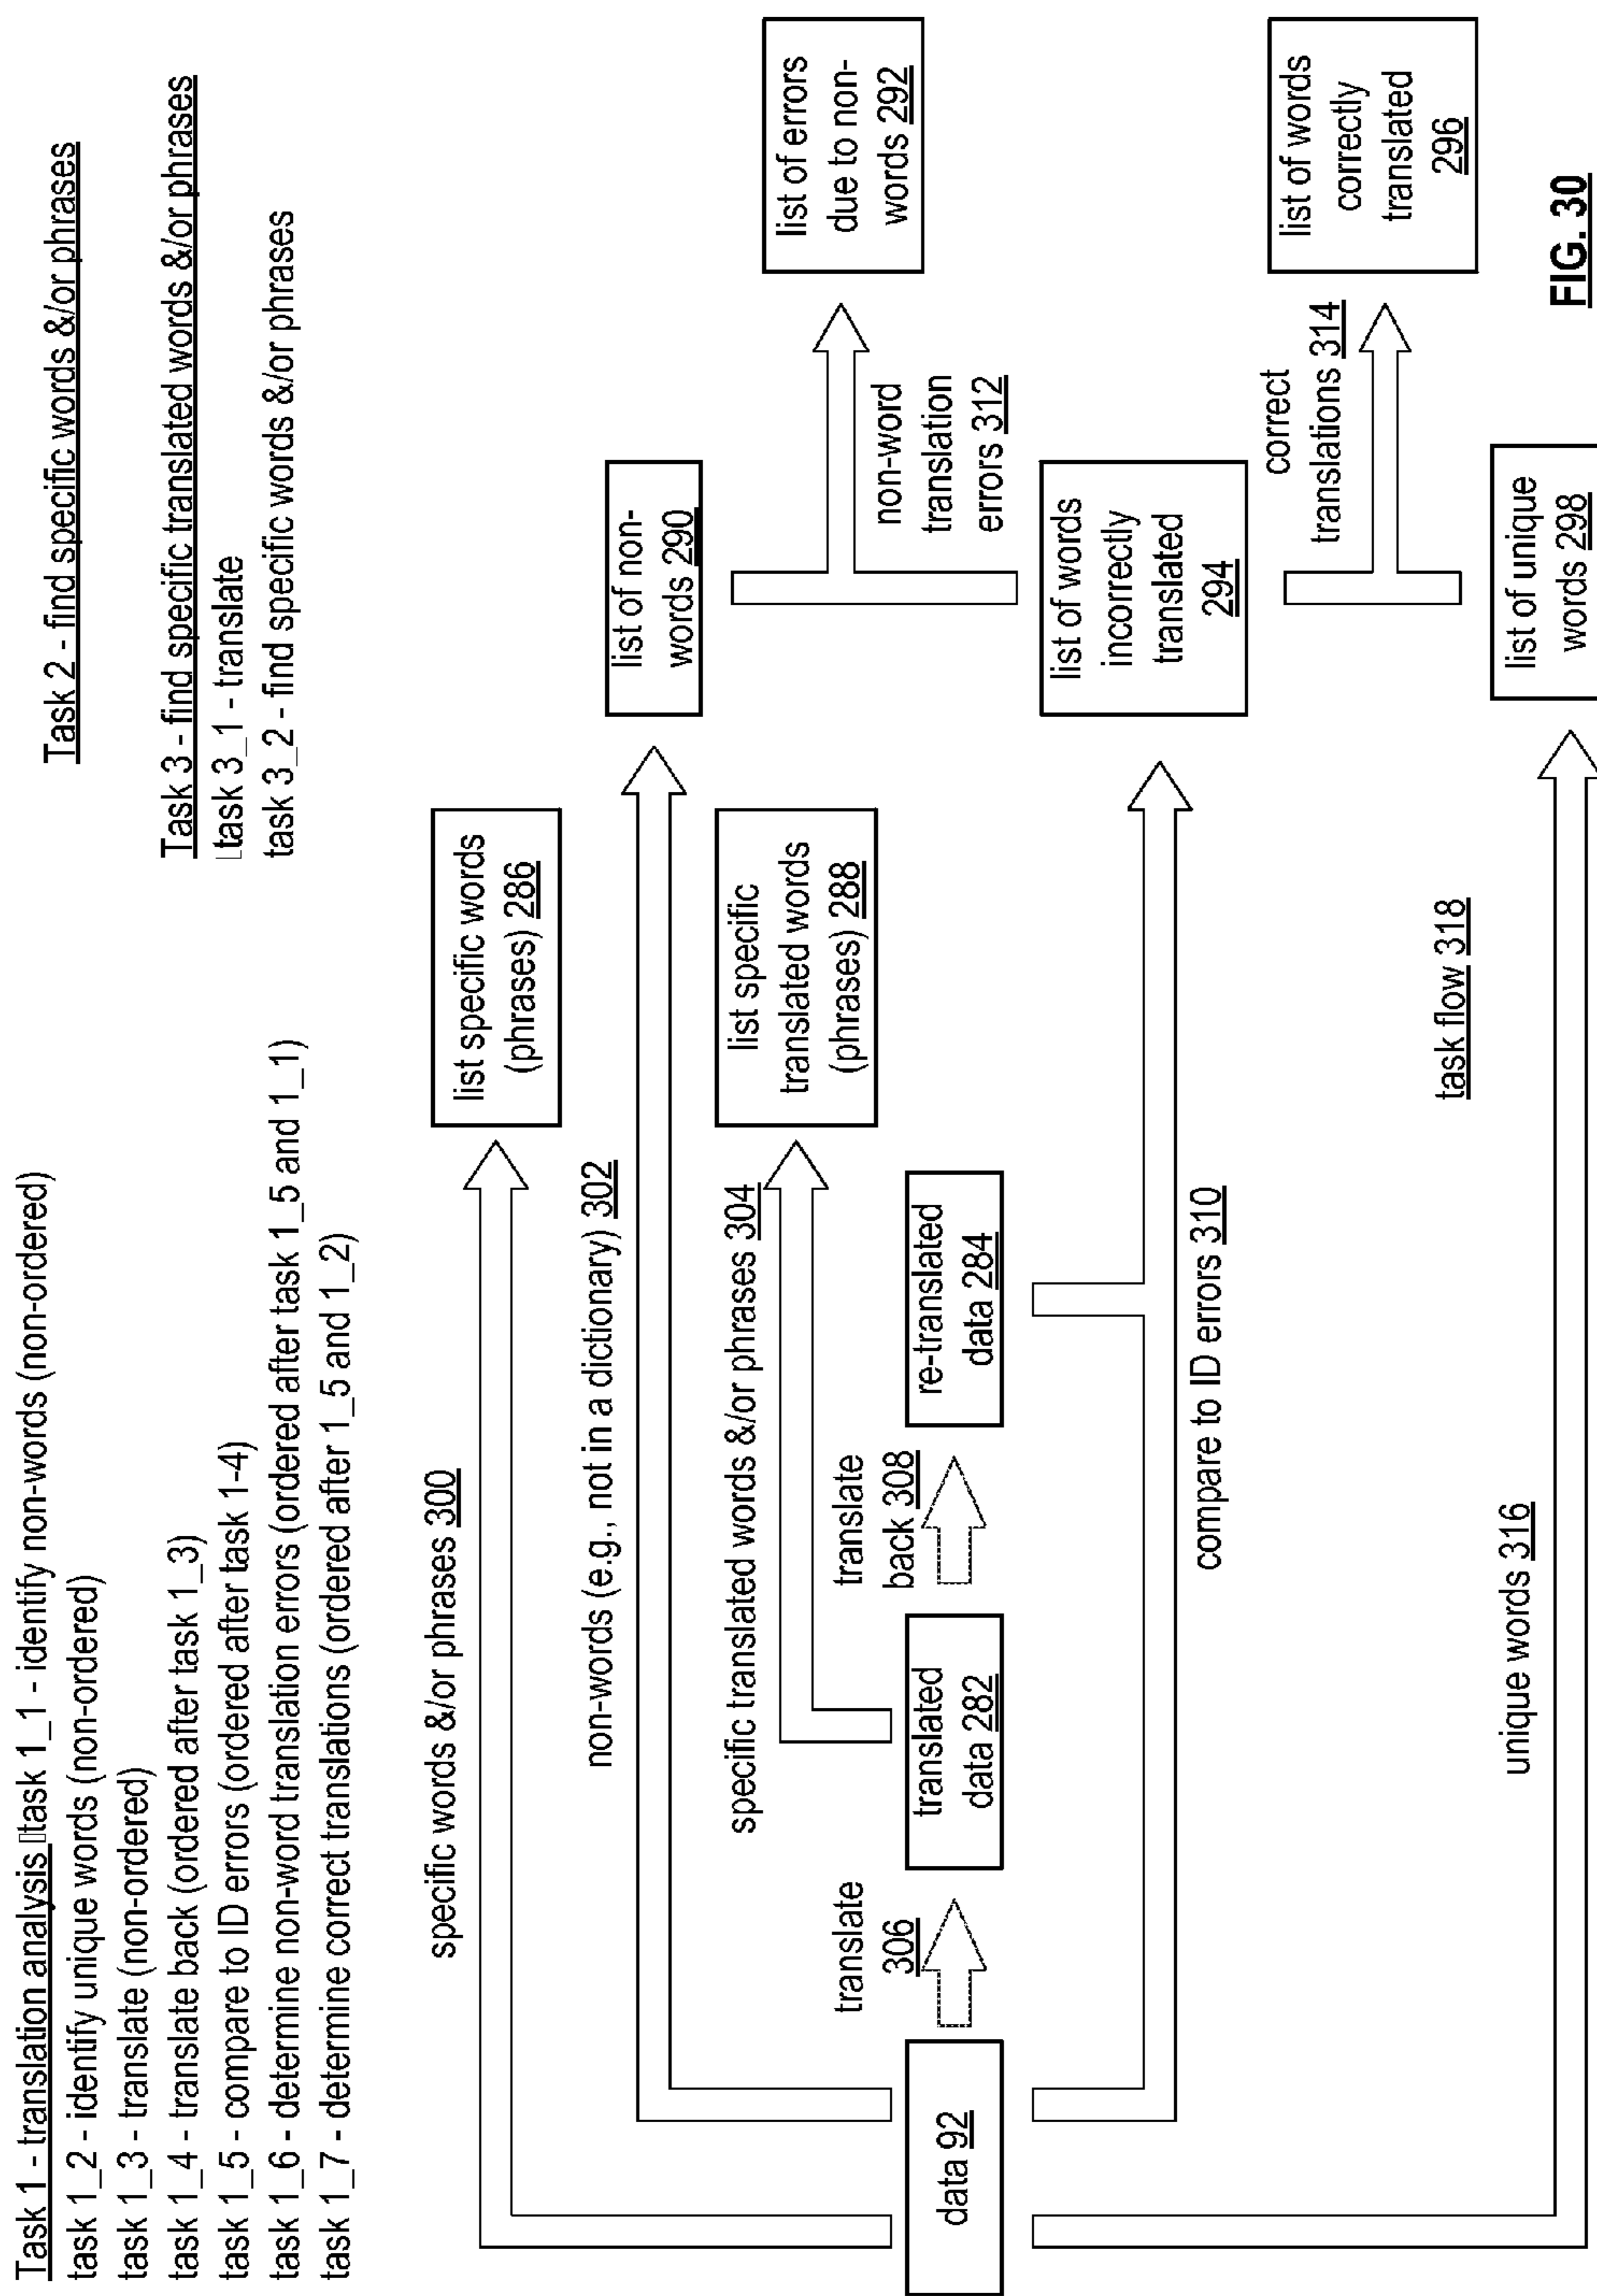 Task 1 - translation analysis task 1_1 - identify non-words (non-ordered)
task 1_2 - identify unique words (non-ordered)
task 1_3 - translate (non-ordered)
task 1_4 - translate back (ordered after task 1_3)
task 1_5 - compare to ID errors (ordered after task 1-4)
task 1_6 - determine non-word translation errors (ordered after task 1_5 and 1_1)
task 1_7 - determine correct translations (ordered after 1_5 and 1_2)
Task 2 - find specific words &/or phrases
Task 3 - find specific translated words &/or phrases
task 3_1 - translate
task 3_2 - find specific words &/or phrases
specific words &/or phrases 300
list specific words
(phrases) 286
non-words (e.g., not in a dictionary) 302
list of non-
words 290
specific translated words &/or phrases 304
list specific
translated words
(phrases) 288
list of errors
due to non-
words 292
non-word
translation
errors 312
data 92
translate
306
translated
data 282
translate
back 308
re-translated
data 284
compare to ID errors 310
list of words
incorrectly
translated
294
correct
translations 314
list of words
correctly
translated
296
task flow 318
unique words 316
list of unique
words 298
FIG. 30